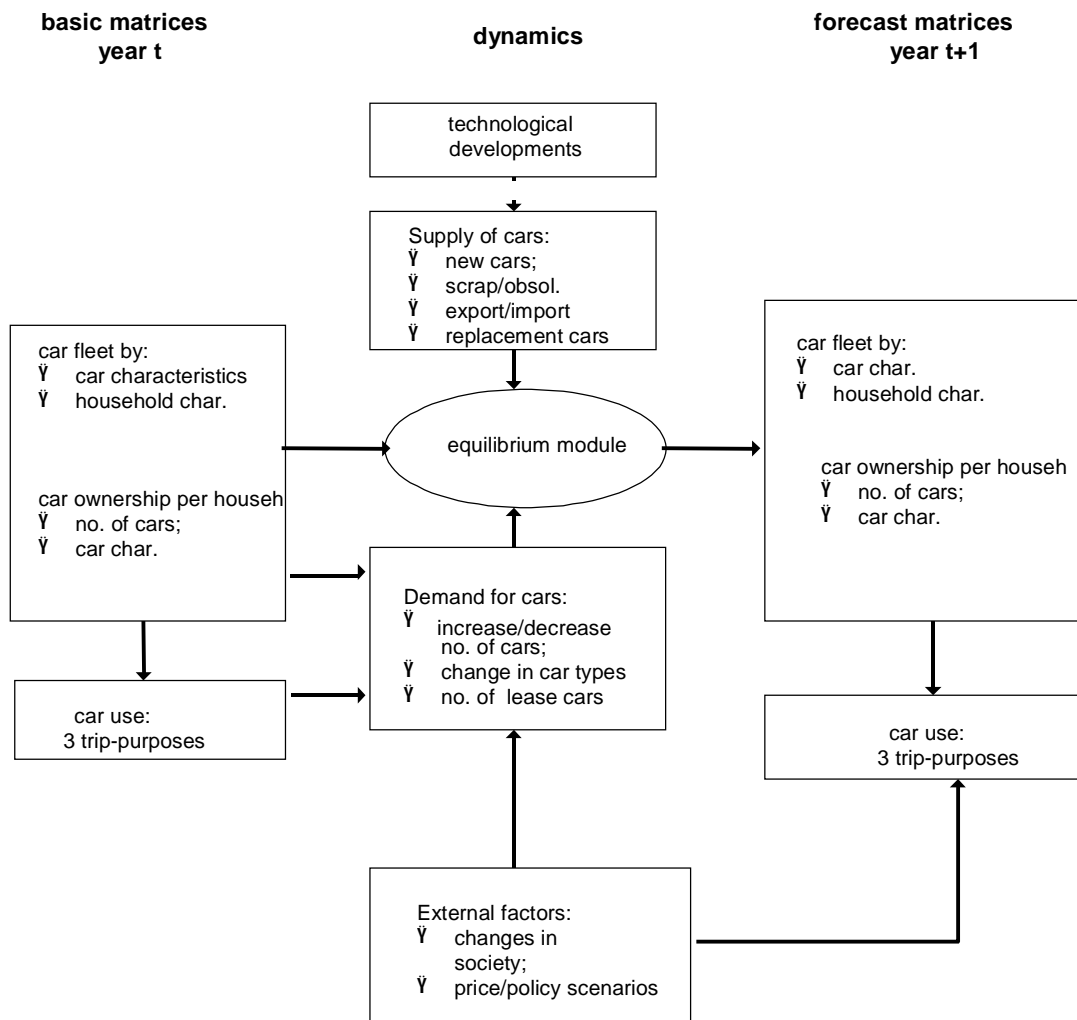 basic matrices
year t
dynamics
forecast matrices
year t+1
technological
developments
Supply of cars:
Ÿ new cars;
Ÿ scrap/obsol.
Ÿ export/import
Ÿ replacement cars
car fleet by:
Ÿ car characteristics
Ÿ household char.
car ownership per househ
Ÿ no. of cars;
Ÿ car char.
equilibrium module
car fleet by:
Ÿ car char.
Ÿ household char.
car ownership per househ
Ÿ no. of cars;
Ÿ car char.
Demand for cars:
Ÿ increase/decrease
no. of cars;
Ÿ change in car types
Ÿ no. of lease cars
car use:
3 trip-purposes
car use:
3 trip-purposes
External factors:
Ÿ changes in
society;
Ÿ price/policy scenarios